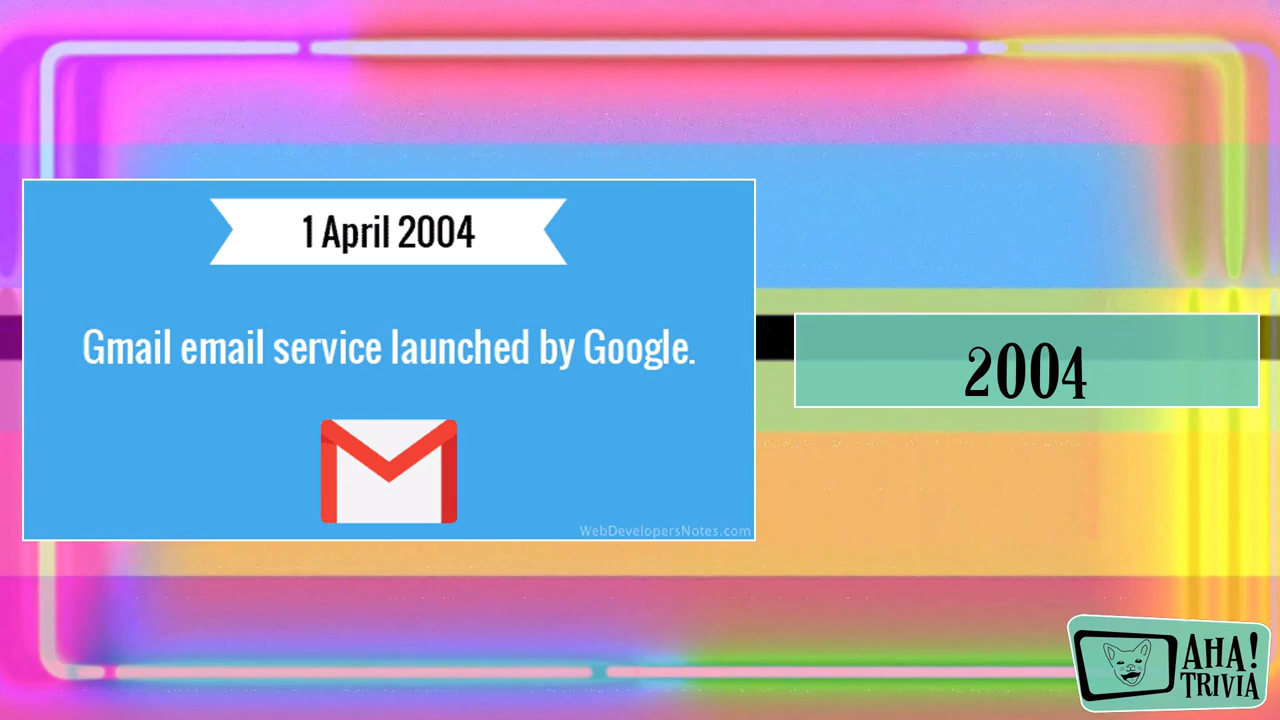 1 April 2004
Gmail email service launched by Google.
WebDevelopersNotes.com
2004
AHA!
TRIVIA